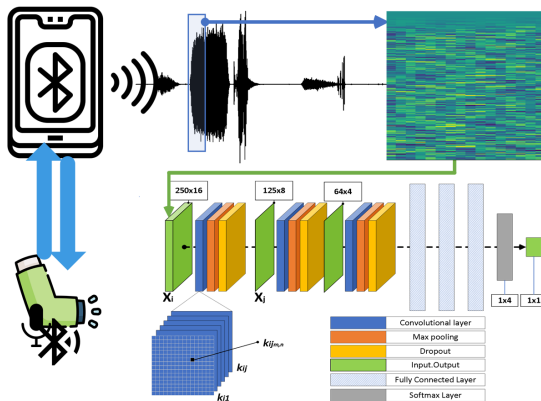 250x16
125x8
64x4
Xi
Xj
1x4
1x1
kijm,n
kij
ki1
Convolutional layer
Max pooling
Dropout
Input.Output
Fully Connected Layer
Softmax Layer